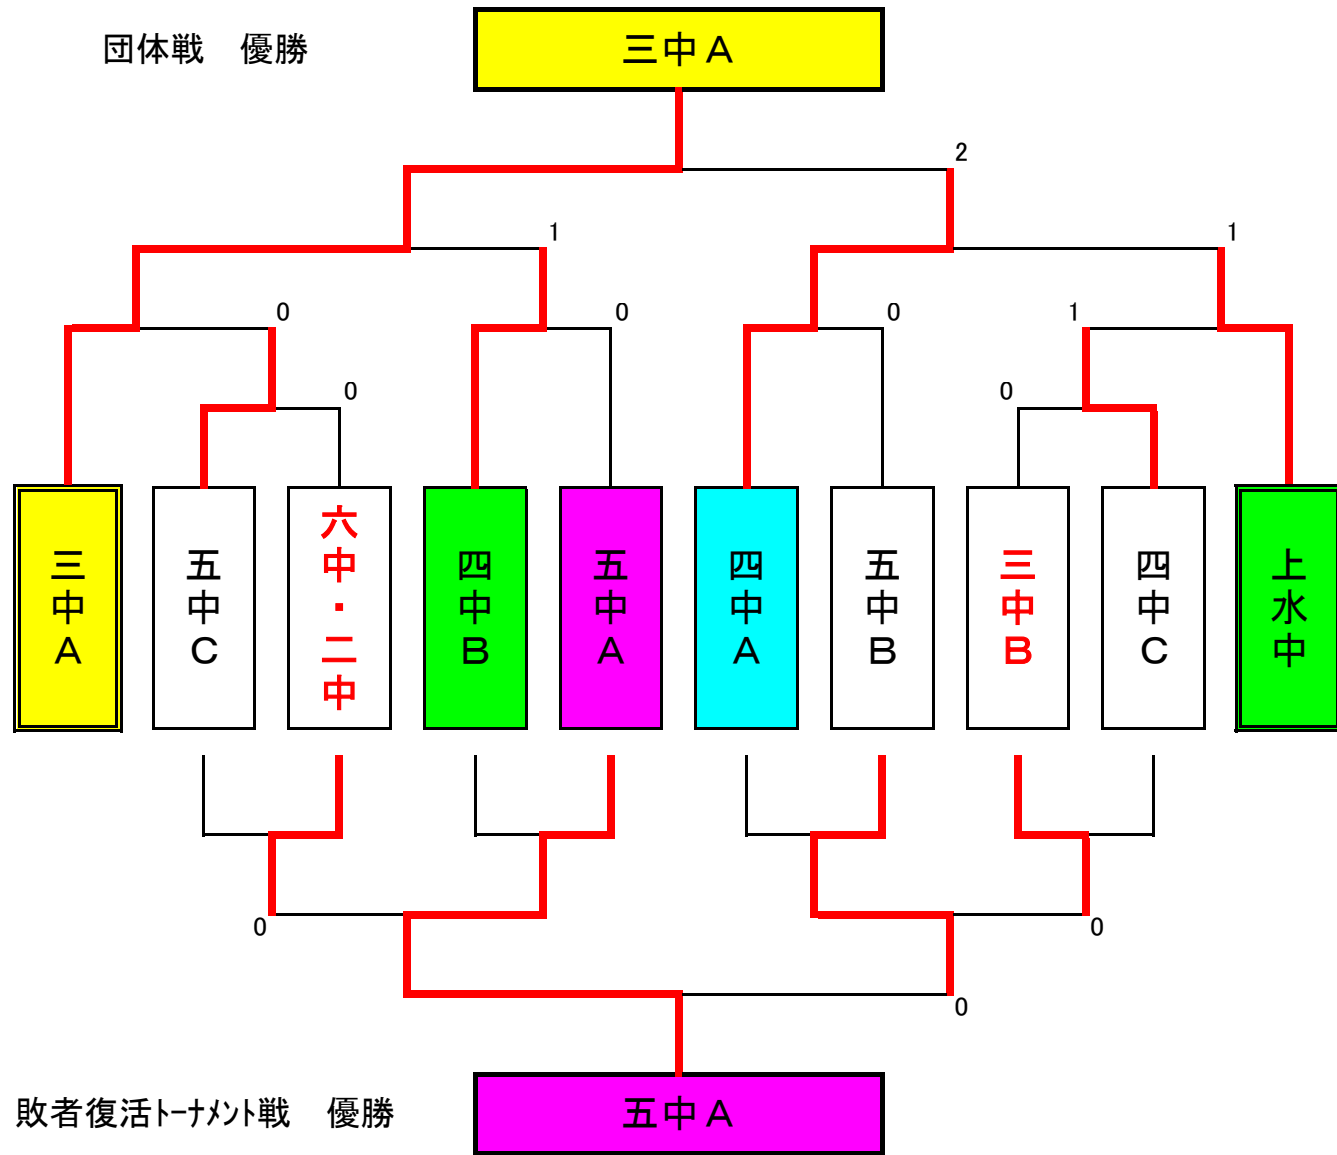 団体戦　優勝
三中A
2
1
1
0
0
0
1
0
0
三中A
五中C
六中・二中
四中B
五中A
四中A
五中B
三中B
四中C
上水中
0
0
0
敗者復活ﾄｰﾅﾒﾝﾄ戦　優勝
五中A